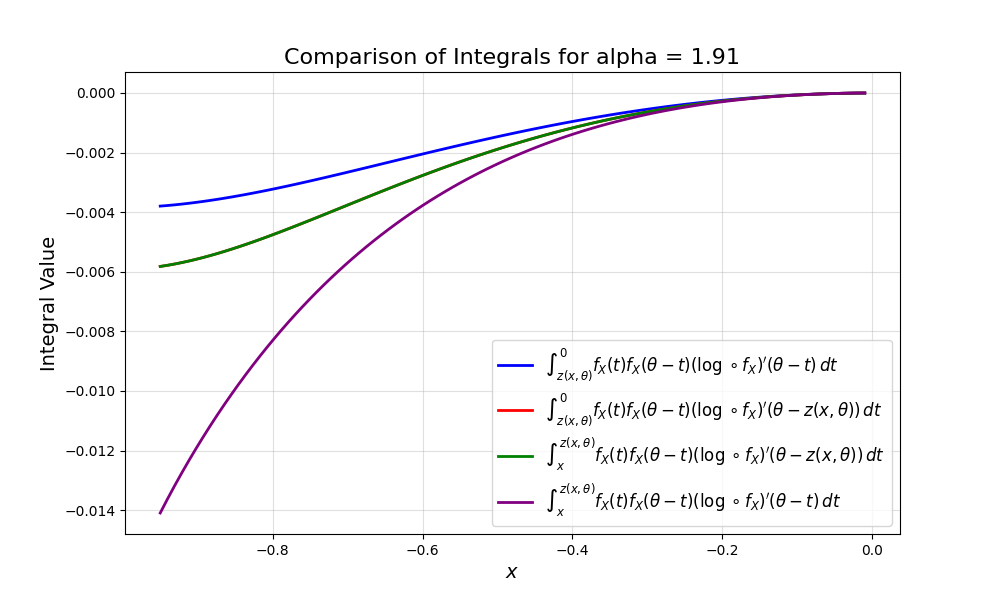 Comparison of Integrals for alpha = 1.91
Integral Value
0.000
−0.002
−0.004
−0.006
−0.008
−0.010
−0.012
−0.014
∫_{z(x, θ)}^{0} f_X(t)f_X(θ − t)(log ∘ f_X)′(θ − t) dt
∫_{z(x, θ)}^{0} f_X(t)f_X(θ − t)(log ∘ f_X)′(θ − z(x, θ)) dt
∫_{x}^{z(x, θ)} f_X(t)f_X(θ − t)(log ∘ f_X)′(θ − z(x, θ)) dt
∫_{x}^{z(x, θ)} f_X(t)f_X(θ − t)(log ∘ f_X)′(θ − t) dt
−0.8 −0.6 −0.4 −0.2 0.0
x